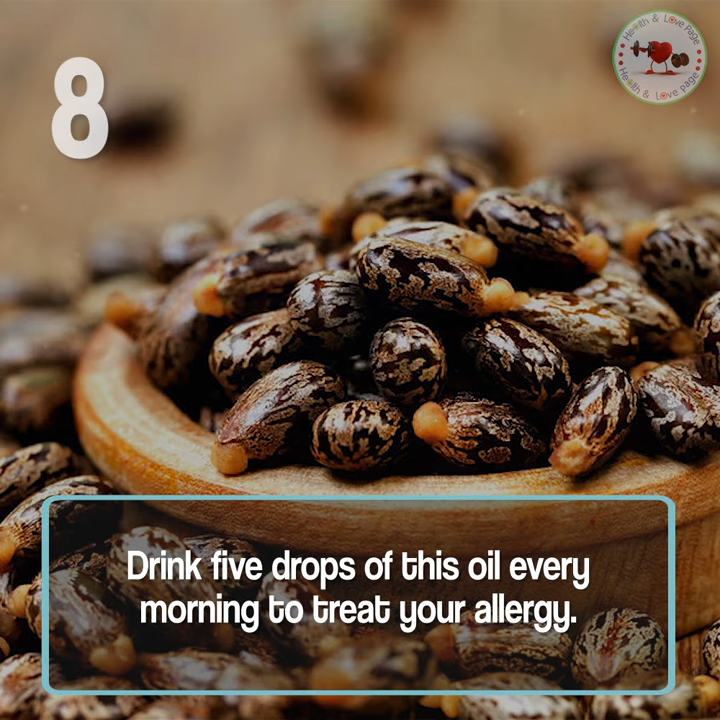 8
Health & Love Page
Health & Love page
Drink five drops of this oil every
morning to treat your allergy.